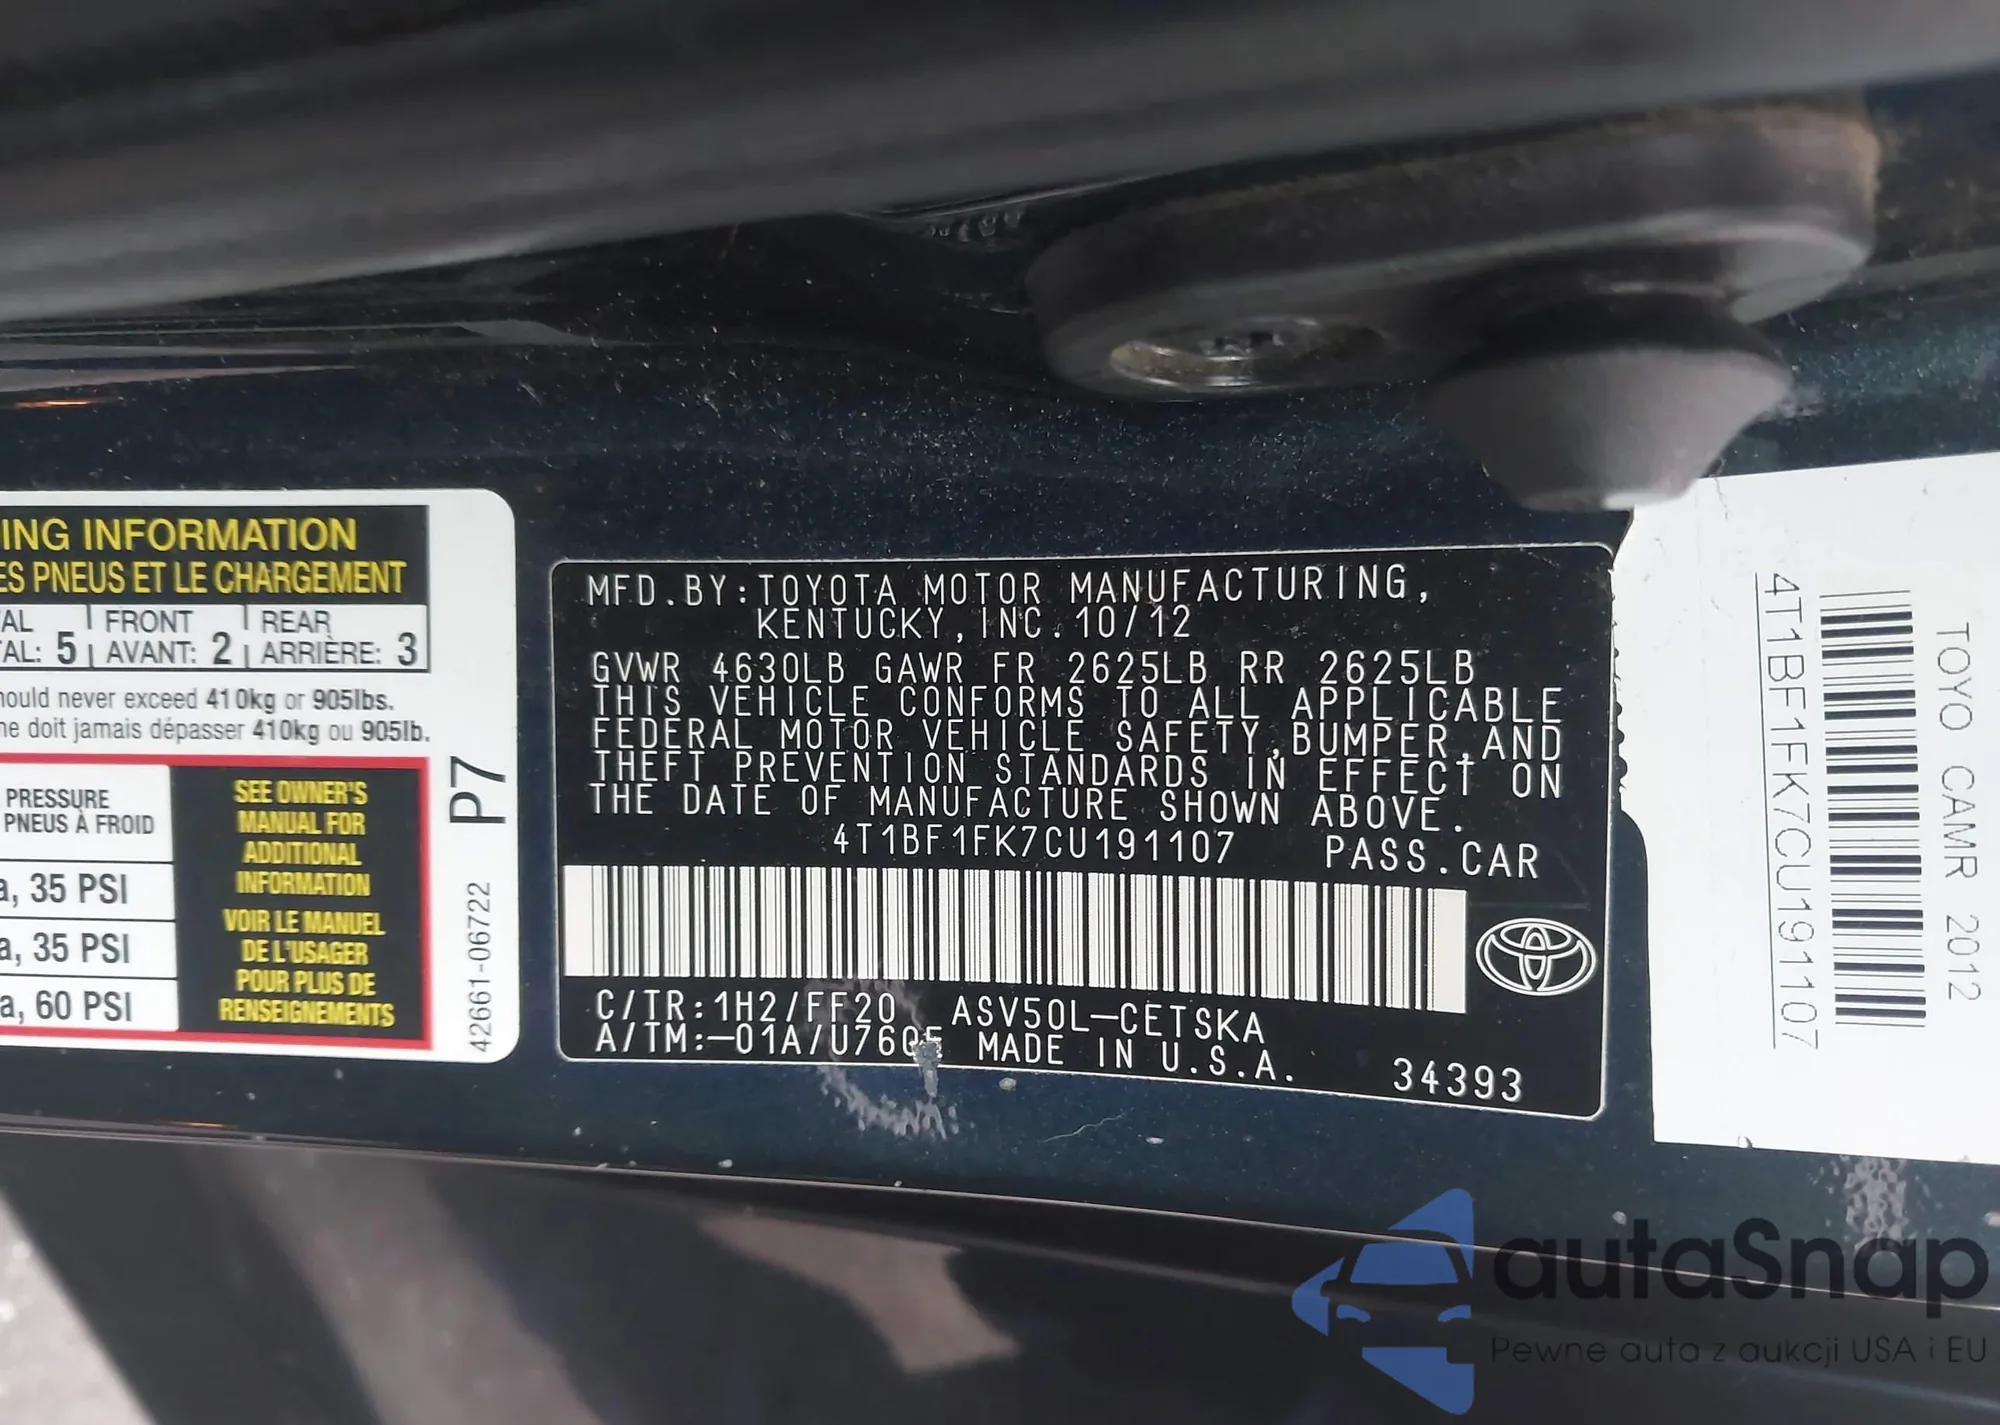 ING INFORMATION
ES PNEUS ET LE CHARGEMENT
AL | FRONT | REAR
AL: 5 | AVANT: 2 | ARRIÈRE: 3
ould never exceed 410kg or 905lbs.
ne doit jamais dépasser 410kg ou 905lb.
PRESSURE
PNEUS À FROID
a, 35 PSI
a, 35 PSI
a, 60 PSI
SEE OWNER'S
MANUAL FOR
ADDITIONAL
INFORMATION
VOIR LE MANUEL
DE L'USAGER
POUR PLUS DE
RENSEIGNEMENTS
P7
42661-06722
MFD.BY:TOYOTA MOTOR MANUFACTURING,
KENTUCKY,INC.10/12
GVWR 4630LB GAWR FR 2625LB RR 2625LB
THIS VEHICLE CONFORMS TO ALL APPLICABLE
FEDERAL MOTOR VEHICLE SAFETY,BUMPER,AND
THEFT PREVENTION STANDARDS IN EFFECT ON
THE DATE OF MANUFACTURE SHOWN ABOVE.
4T1BF1FK7CU191107 PASS.CAR
C/TR:1H2/FF20 ASV50L-CETSKA
A/TM:-01A/U760E MADE IN U.S.A.
34393
4T1BF1FK7CU191107
TOYO CAMR 2012
autaSnap
Pewne auta z aukcji USA i EU